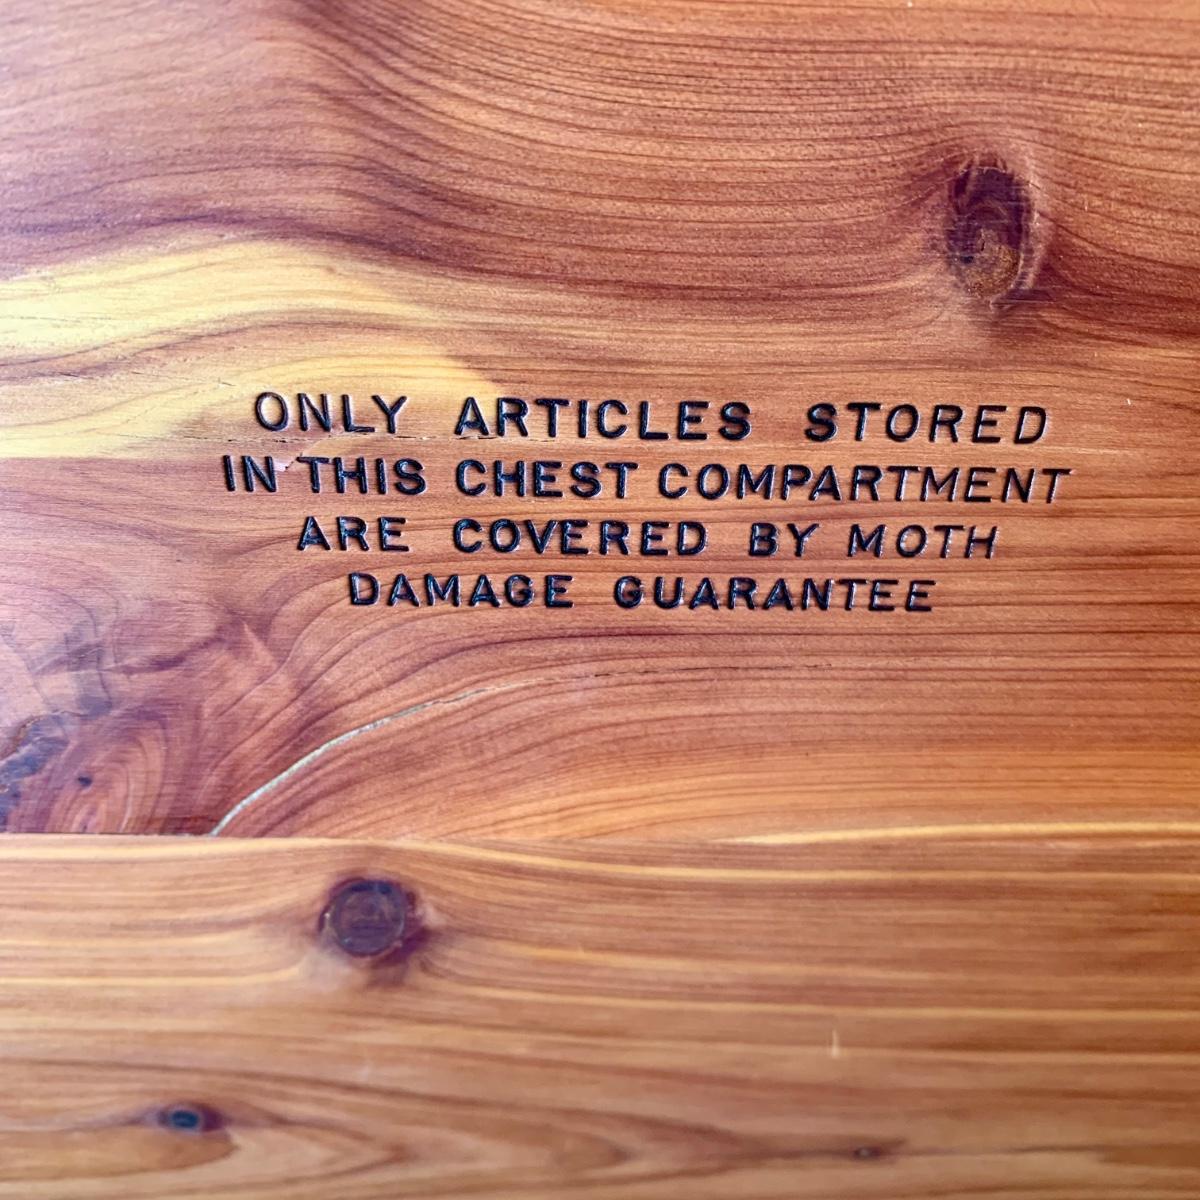 ONLY ARTICLES STORED
IN THIS CHEST COMPARTMENT
ARE COVERED BY MOTH
DAMAGE GUARANTEE